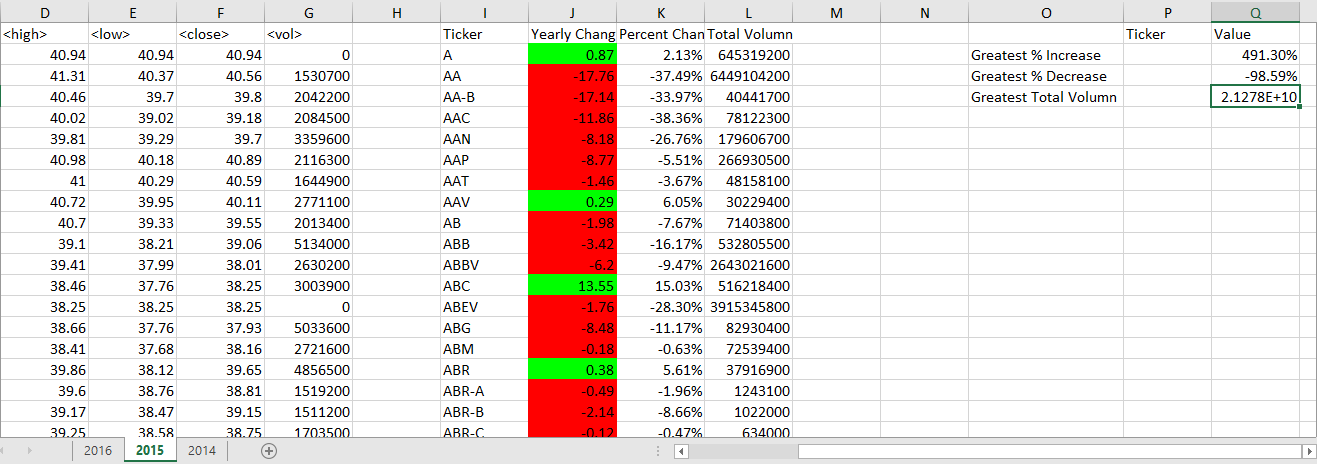 D E F G H I J K L M N O P Q
<high> <low> <close> <vol> Ticker Yearly Chang Percent Chan Total Volumn Ticker Value
40.94 40.94 40.94 0 A 0.87 2.13% 645319200 Greatest % Increase 491.30%
41.31 40.37 40.56 1530700 AA -17.76 -37.49% 6449104200 Greatest % Decrease -98.59%
40.46 39.7 39.8 2042200 AA-B -17.14 -33.97% 40441700 Greatest Total Volumn 2.1278E+10
40.02 39.02 39.18 2084500 AAC -11.86 -38.36% 78122300
39.81 39.29 39.7 3359600 AAN -8.18 -26.76% 179606700
40.98 40.18 40.89 2116300 AAP -8.77 -5.51% 266930500
41 40.29 40.59 1644900 AAT -1.46 -3.67% 48158100
40.72 39.95 40.11 2771100 AAV 0.29 6.05% 30229400
40.7 39.33 39.55 2013400 AB -1.98 -7.67% 71403800
39.1 38.21 39.06 5134000 ABB -3.42 -16.17% 532805500
39.41 37.99 38.01 2630200 ABBV -6.2 -9.47% 2643021600
38.46 37.76 38.25 3003900 ABC 13.55 15.03% 516218400
38.25 38.25 38.25 0 ABEV -1.76 -28.30% 3915345800
38.66 37.76 37.93 5033600 ABG -8.48 -11.17% 82930400
38.41 37.68 38.16 2721600 ABM -0.18 -0.63% 72539400
39.86 38.12 39.65 4856500 ABR 0.38 5.61% 37916900
39.6 38.76 38.81 1519200 ABR-A -0.49 -1.96% 1243100
39.17 38.47 39.15 1511200 ABR-B -2.14 -8.66% 1022000
39.25 38.58 38.75 1703500 ABR-C -0.12 -0.47% 634000
2016 2015 2014